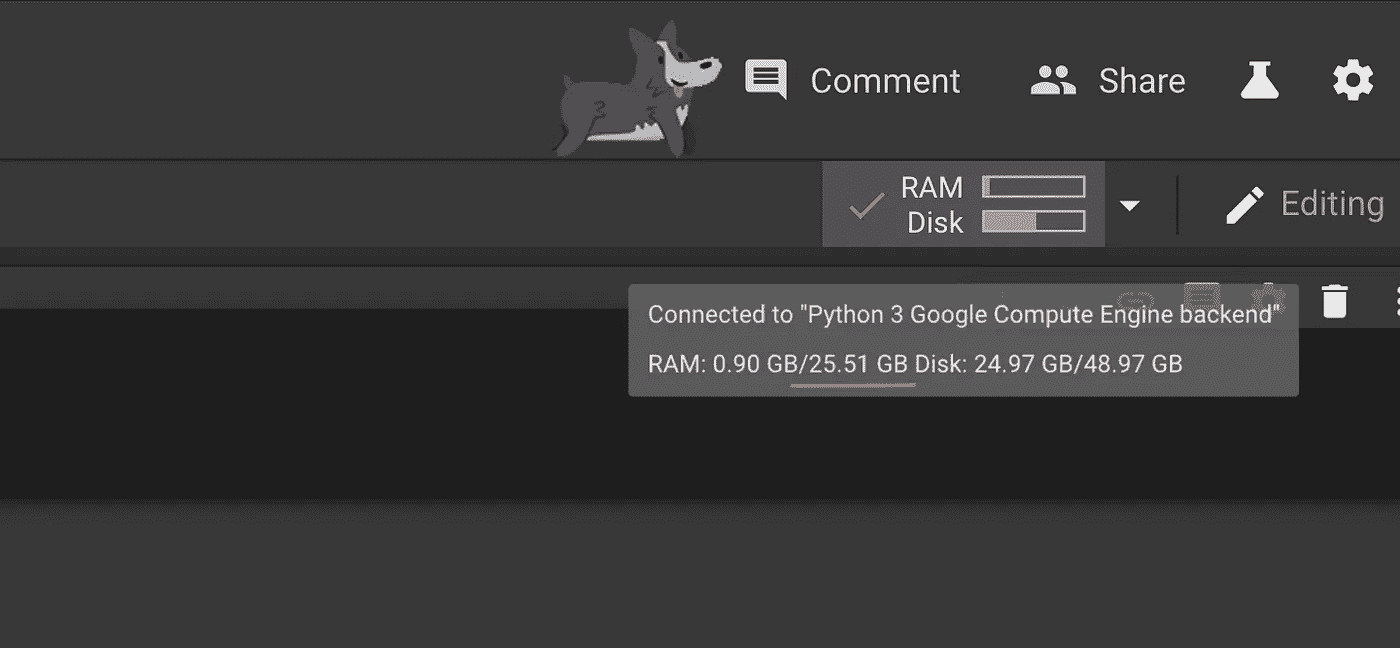 Comment Share
RAM
Disk
Editing
Connected to "Python 3 Google Compute Engine backend"
RAM: 0.90 GB/25.51 GB Disk: 24.97 GB/48.97 GB